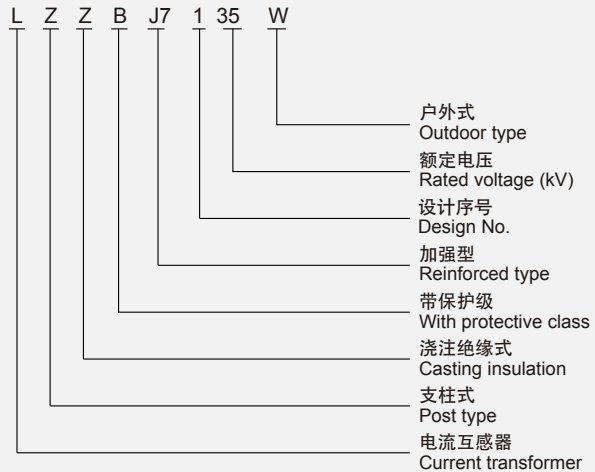 L Z Z B J7 1 35 W
户外式
Outdoor type
额定电压
Rated voltage (kV)
设计序号
Design No.
加强型
Reinforced type
带保护级
With protective class
浇注绝缘式
Casting insulation
支柱式
Post type
电流互感器
Current transformer